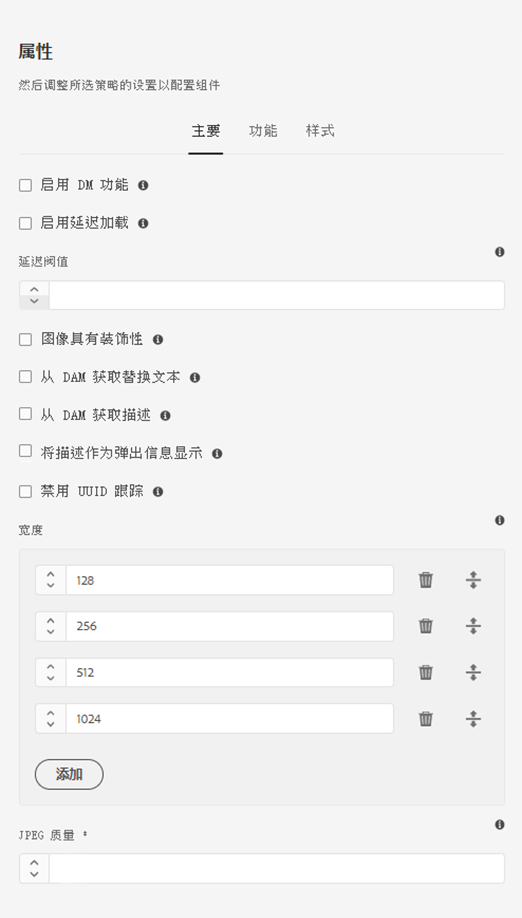 属性
然后调整所选策略的设置以配置组件
主要 功能 样式
启用 DM 功能
启用延迟加载
延迟阈值
图像具有装饰性
从 DAM 获取替换文本
从 DAM 获取描述
将描述作为弹出信息显示
禁用 UUID 跟踪
宽度
128
256
512
1024
添加
JPEG 质量 *